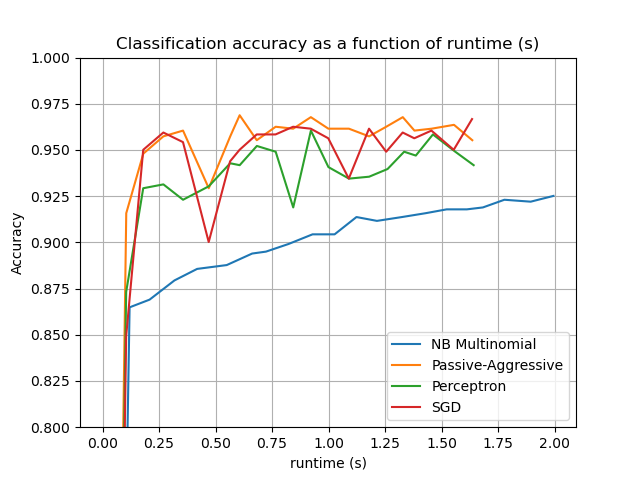 Classification accuracy as a function of runtime (s)
1.000
0.975
0.950
0.925
0.900
0.875
0.850
0.825
0.800
Accuracy
NB Multinomial
Passive-Aggressive
Perceptron
SGD
0.00 0.25 0.50 0.75 1.00 1.25 1.50 1.75 2.00
runtime (s)